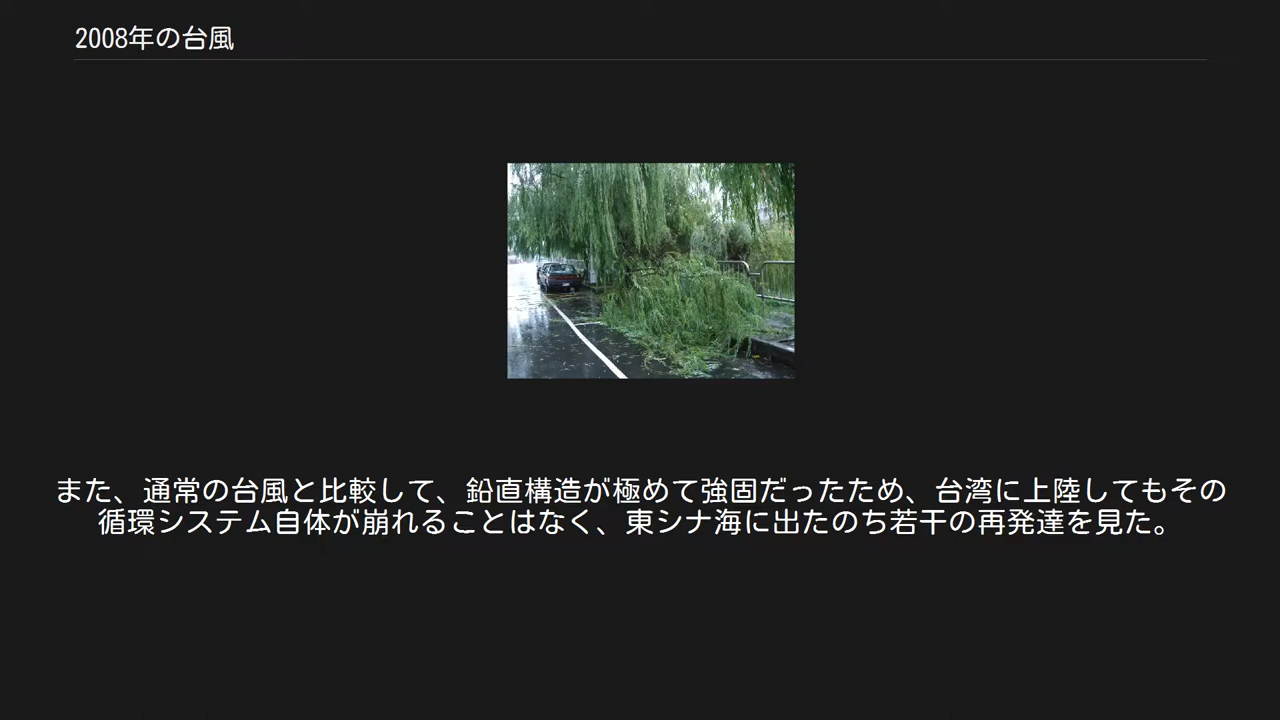 2008年の台風
また、通常の台風と比較して、鉛直構造が極めて強固だったため、台湾に上陸してもその
循環システム自体が崩れることはなく、東シナ海に出たのち若干の再発達を見た。